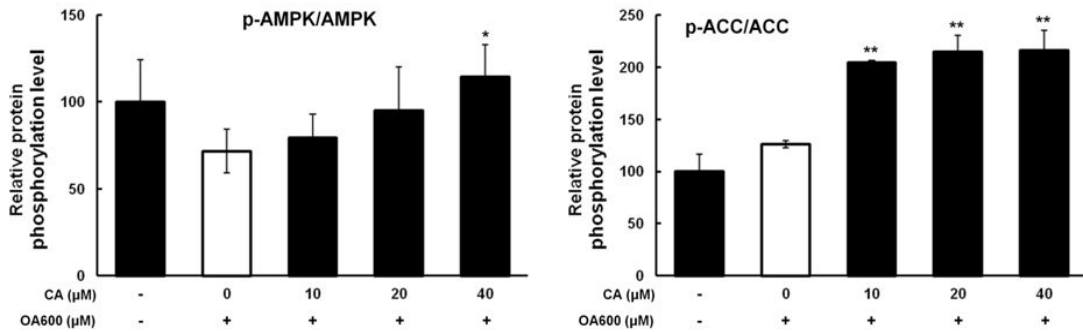 p-AMPK/AMPK
Relative protein
phosphorylation level
150
100
50
0
*
CA (µM) - 0 10 20 40
OA600 (µM) - + + + +
p-ACC/ACC
Relative protein
phosphorylation level
250
200
150
100
50
0
** ** **
CA (µM) - 0 10 20 40
OA600 (µM) - + + + +